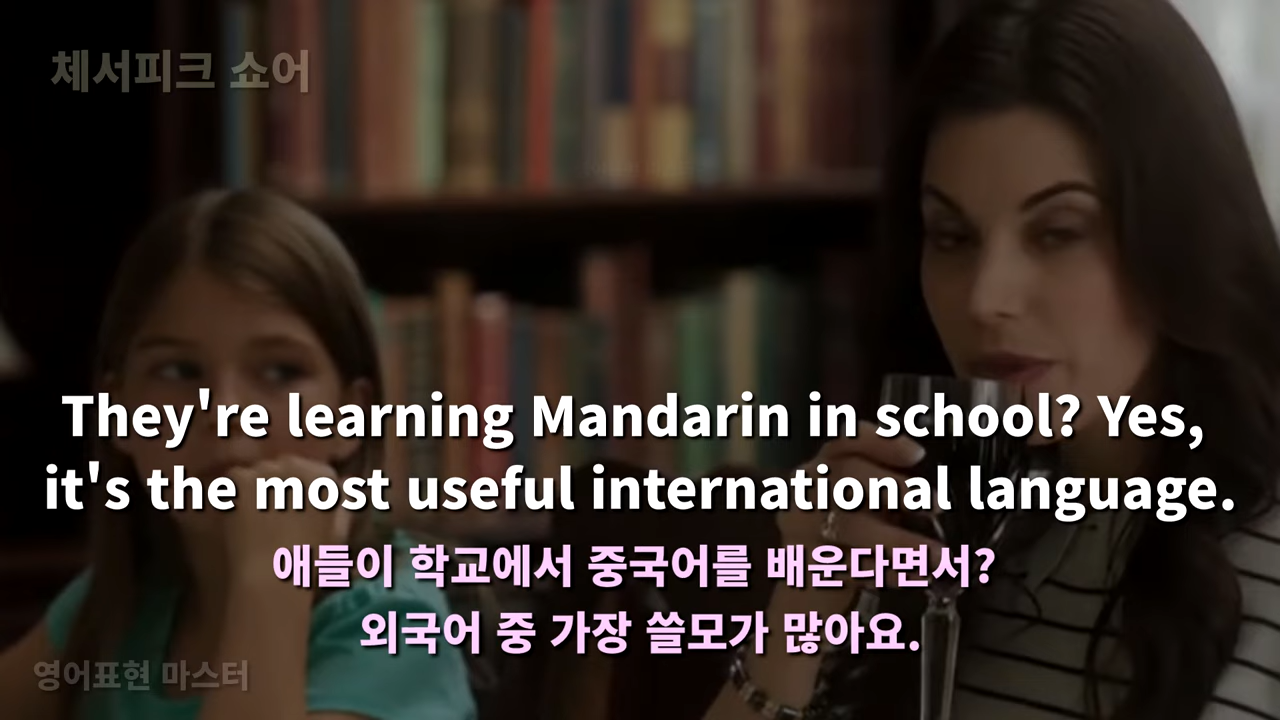 체서피크 쇼어
They're learning Mandarin in school? Yes,
it's the most useful international language.
애들이 학교에서 중국어를 배운다면서?
외국어 중 가장 쓸모가 많아요.
영어표현 마스터